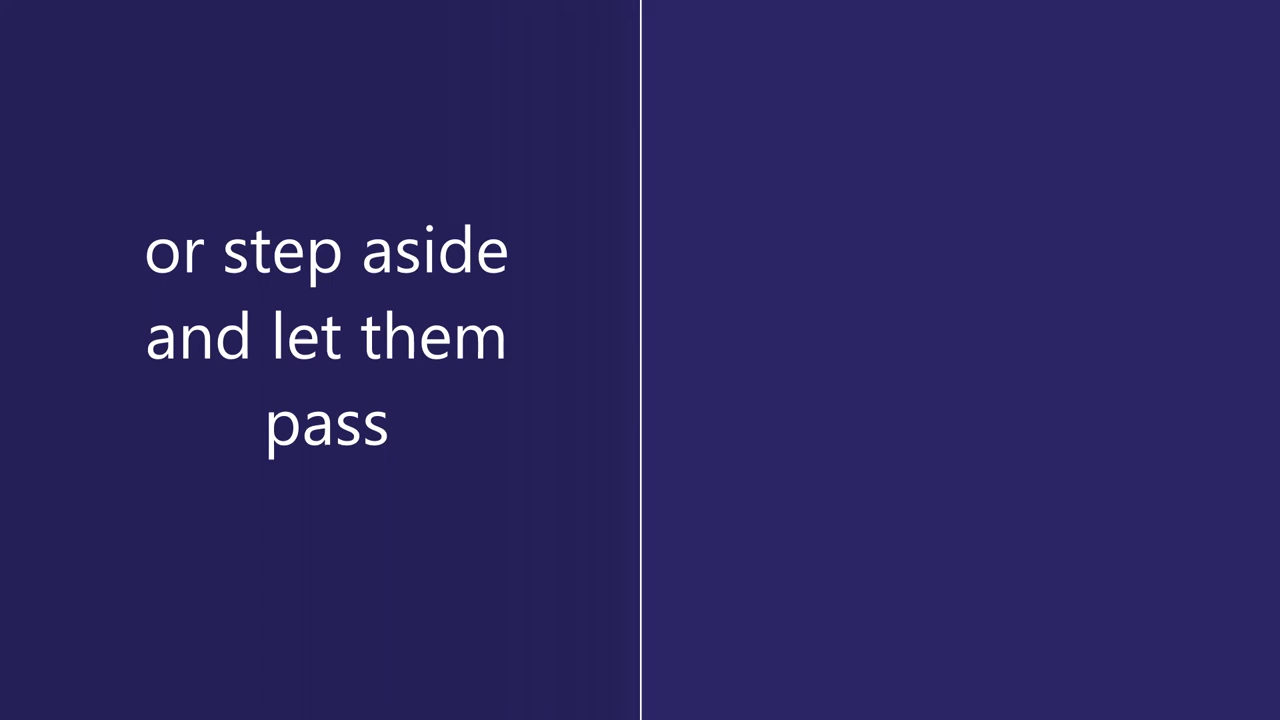 or step aside
and let them
pass